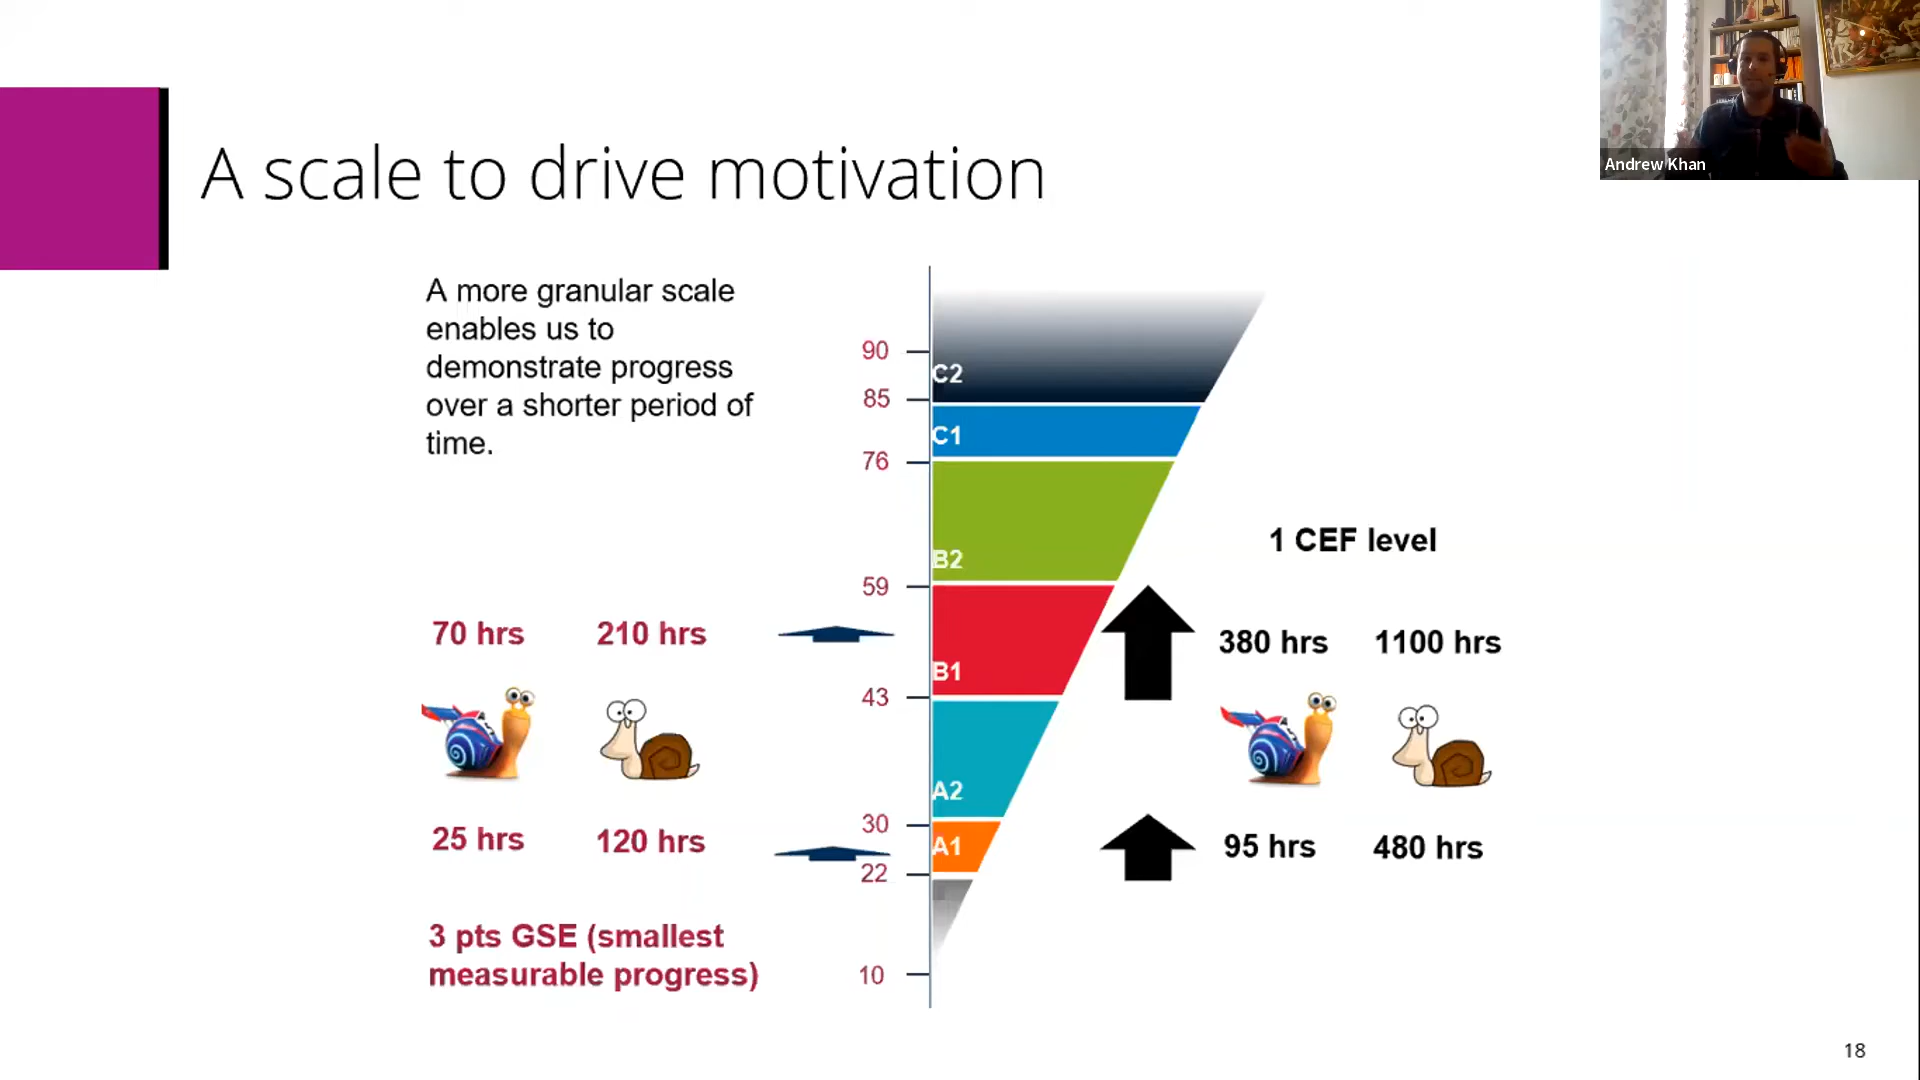 Andrew Khan
A scale to drive motivation
A more granular scale
enables us to
demonstrate progress
over a shorter period of
time.
90
C2
85
C1
76
1 CEF level
B2
59
70 hrs
210 hrs
380 hrs
1100 hrs
B1
43
A2
30
25 hrs
120 hrs
A1
95 hrs
480 hrs
22
3 pts GSE (smallest
measurable progress)
10
18